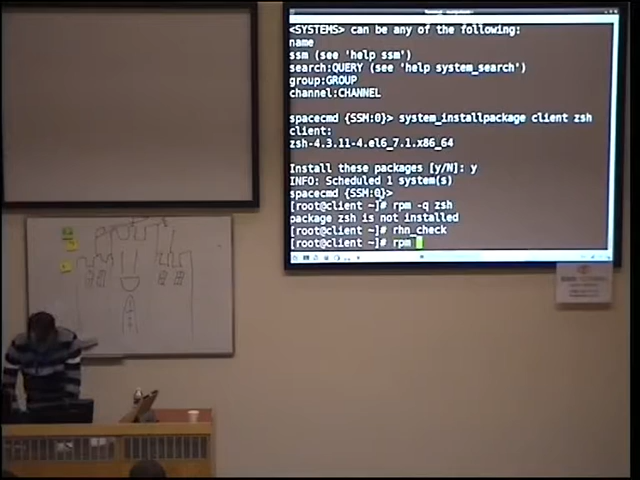 <SYSTEMS> can be any of the following:
name
ssm (see 'help ssm')
search:QUERY (see 'help system_search')
group:GROUP
channel:CHANNEL
spacecmd {SSM:0}> system_installpackage client zsh
client:
zsh-4.3.11-4.el6_7.1.x86_64
Install these packages [y/N]: y
INFO: Scheduled 1 system(s)
spacecmd {SSM:0}>
[root@client ~]# rpm -q zsh
package zsh is not installed
[root@client ~]# rhn_check
[root@client ~]# rpm